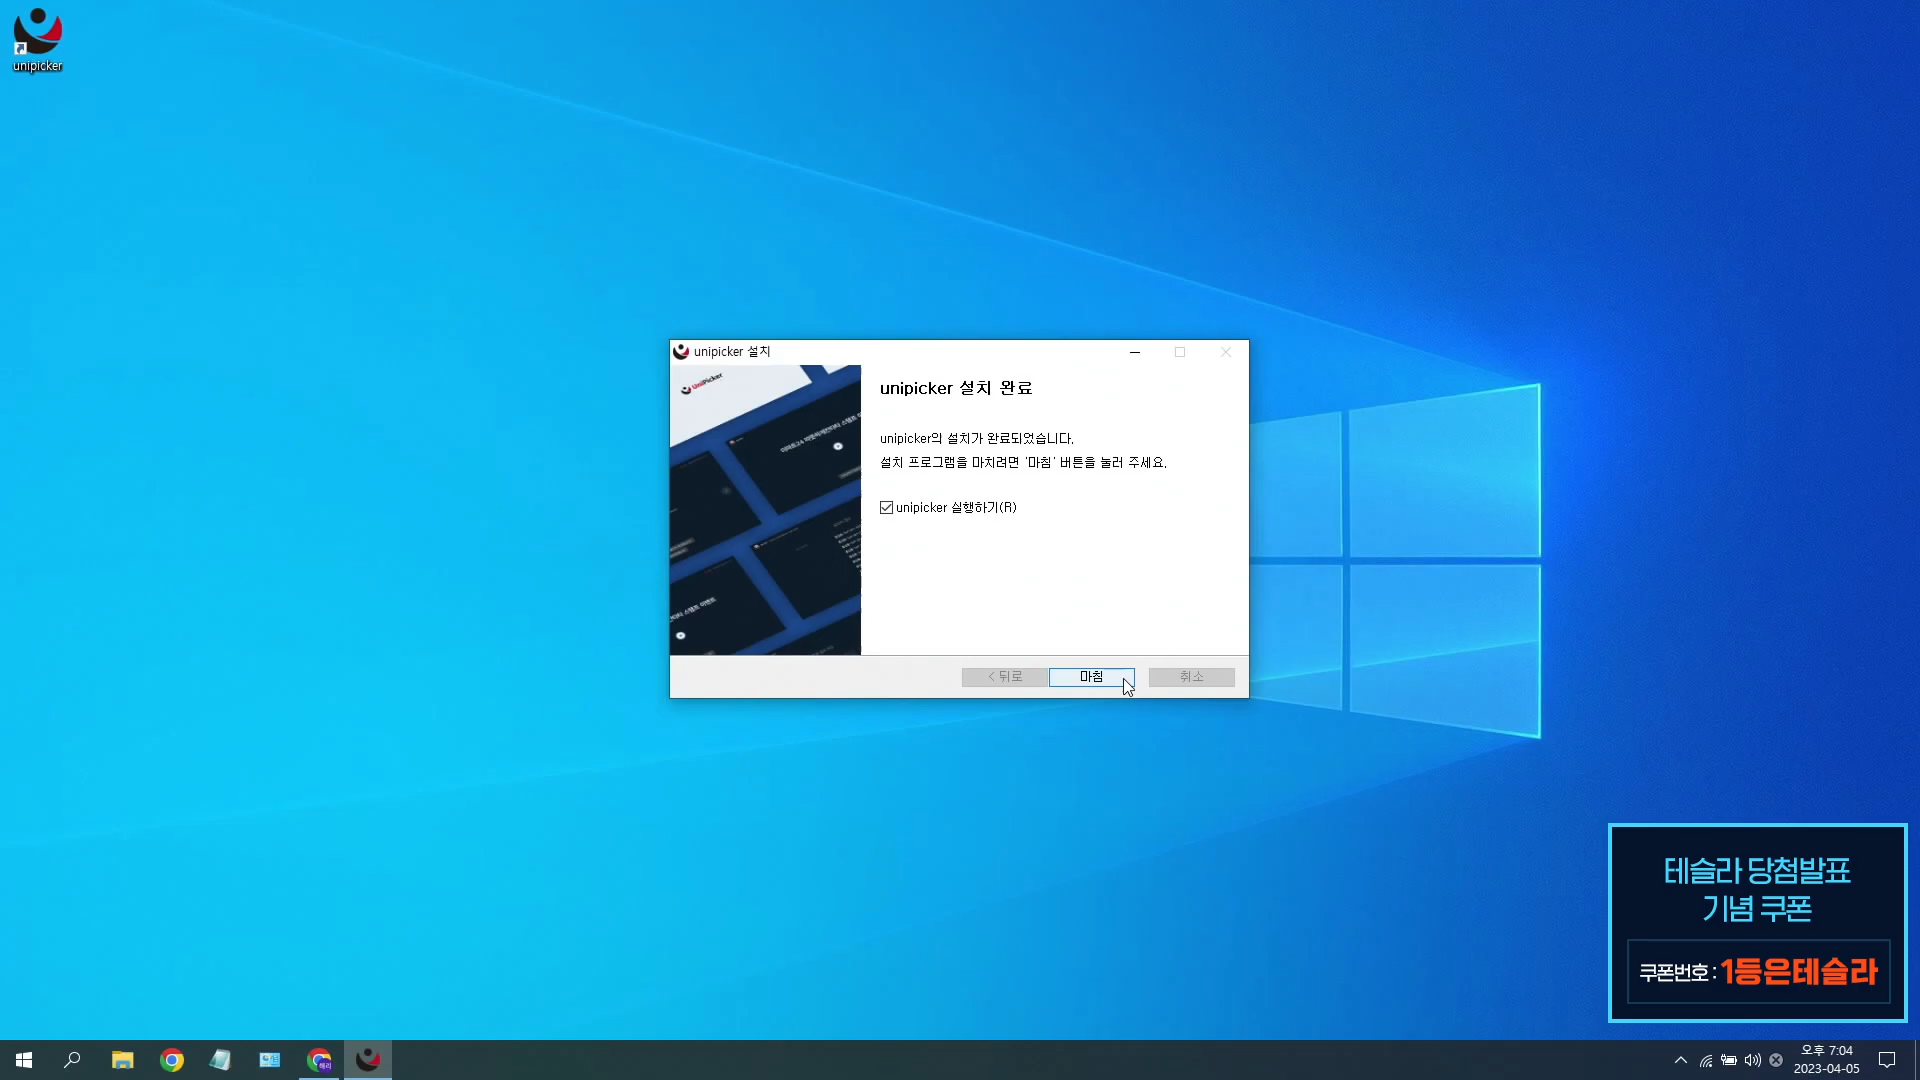 unipicker
unipicker 설치
UniPicker
unipicker 설치 완료
unipicker의 설치가 완료되었습니다.
설치 프로그램을 마치려면 '마침' 버튼을 눌러 주세요.
unipicker 실행하기(R)
< 뒤로
마침
취소
테슬라 당첨발표
기념 쿠폰
쿠폰번호 : 1등은테슬라
해리
오후 7:04
2023-04-05